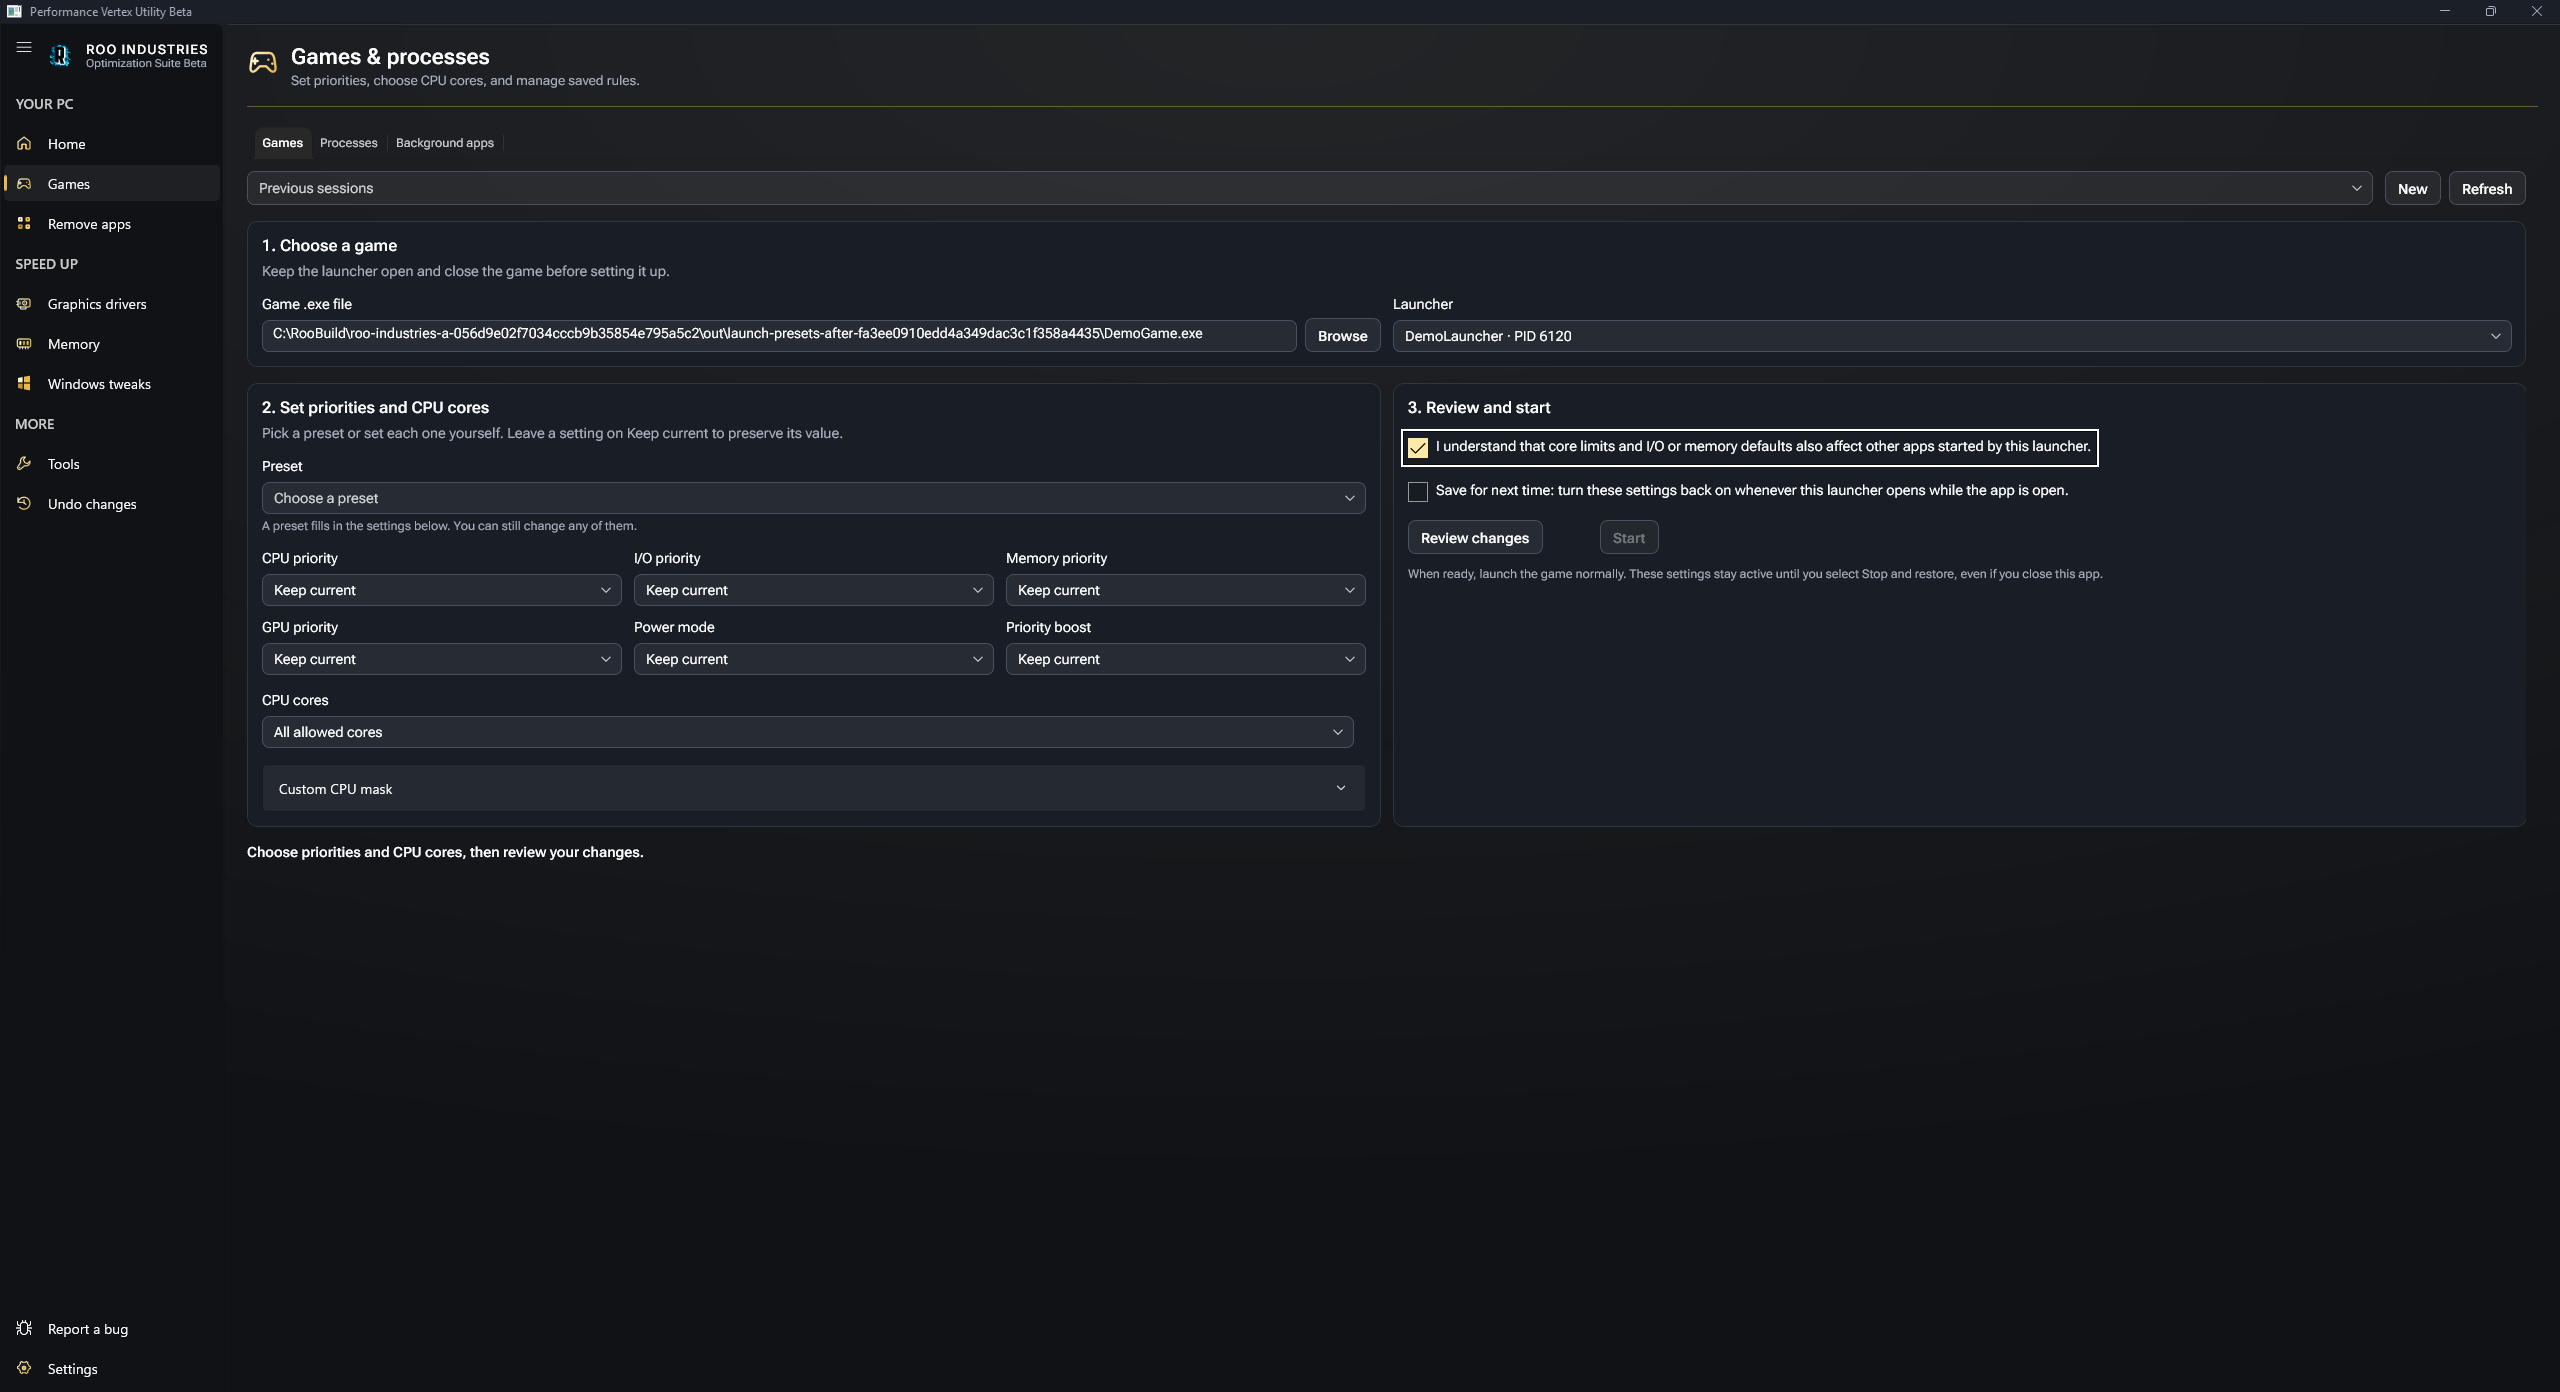 Performance Vertex Utility Beta
ROO INDUSTRIES
Optimization Suite Beta
YOUR PC
Home
Games
Remove apps
SPEED UP
Graphics drivers
Memory
Windows tweaks
MORE
Tools
Undo changes
Report a bug
Settings
Games & processes
Set priorities, choose CPU cores, and manage saved rules.
Games
Processes
Background apps
Previous sessions
New
Refresh
1. Choose a game
Keep the launcher open and close the game before setting it up.
Game .exe file
C:\RooBuild\roo-industries-a-056d9e02f7034cccb9b35854e795a5c2\out\launch-presets-after-fa3ee0910edd4a349dac3c1f358a4435\DemoGame.exe
Browse
Launcher
DemoLauncher · PID 6120
2. Set priorities and CPU cores
Pick a preset or set each one yourself. Leave a setting on Keep current to preserve its value.
Preset
Choose a preset
A preset fills in the settings below. You can still change any of them.
CPU priority
I/O priority
Memory priority
Keep current
Keep current
Keep current
GPU priority
Power mode
Priority boost
Keep current
Keep current
Keep current
CPU cores
All allowed cores
Custom CPU mask
3. Review and start
I understand that core limits and I/O or memory defaults also affect other apps started by this launcher.
Save for next time: turn these settings back on whenever this launcher opens while the app is open.
Review changes
Start
When ready, launch the game normally. These settings stay active until you select Stop and restore, even if you close this app.
Choose priorities and CPU cores, then review your changes.